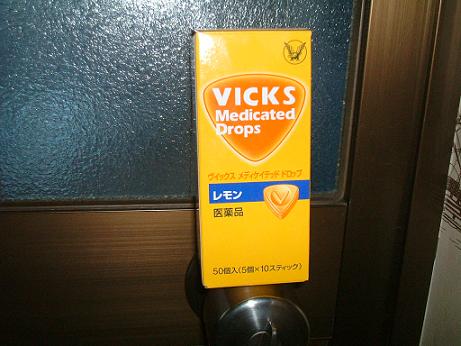 VICKS
Medicated
Drops
ヴイックス メディケイテッド ドロップ
レモン
医薬品
50個入(5個×10スティック)